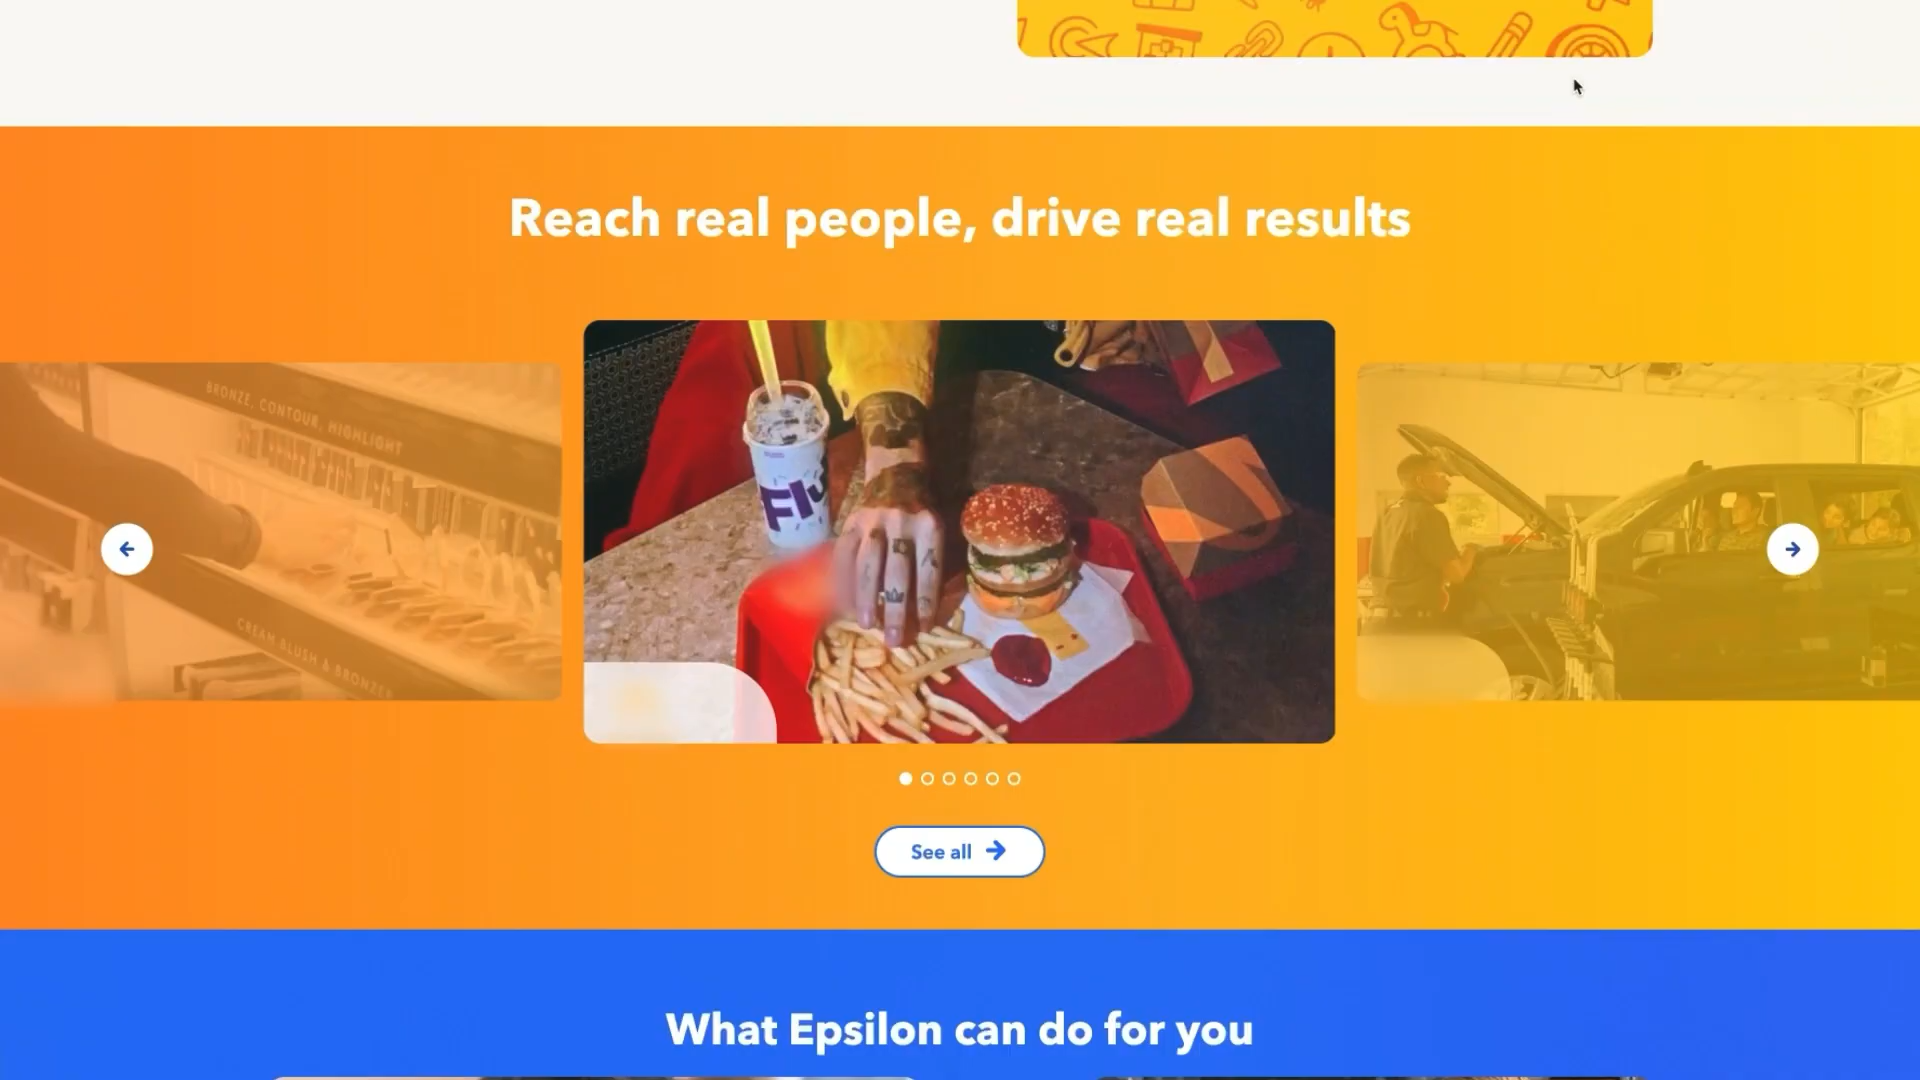 Reach real people, drive real results
BRONZE, CONTOUR, HIGHLIGHT
CREAM BLUSH & BRONZER
See all
What Epsilon can do for you